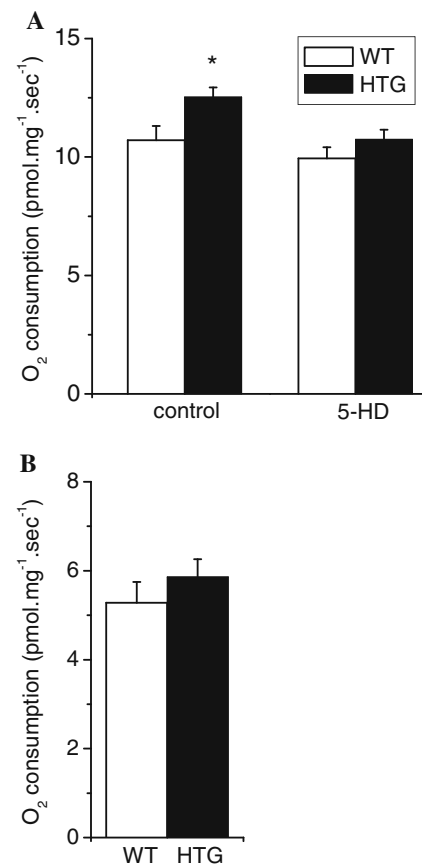 A
O₂ consumption (pmol.mg⁻¹.sec⁻¹)
15
10
5
0
*
WT
HTG
control
5-HD
B
O₂ consumption (pmol.mg⁻¹.sec⁻¹)
8
6
4
2
0
WT
HTG